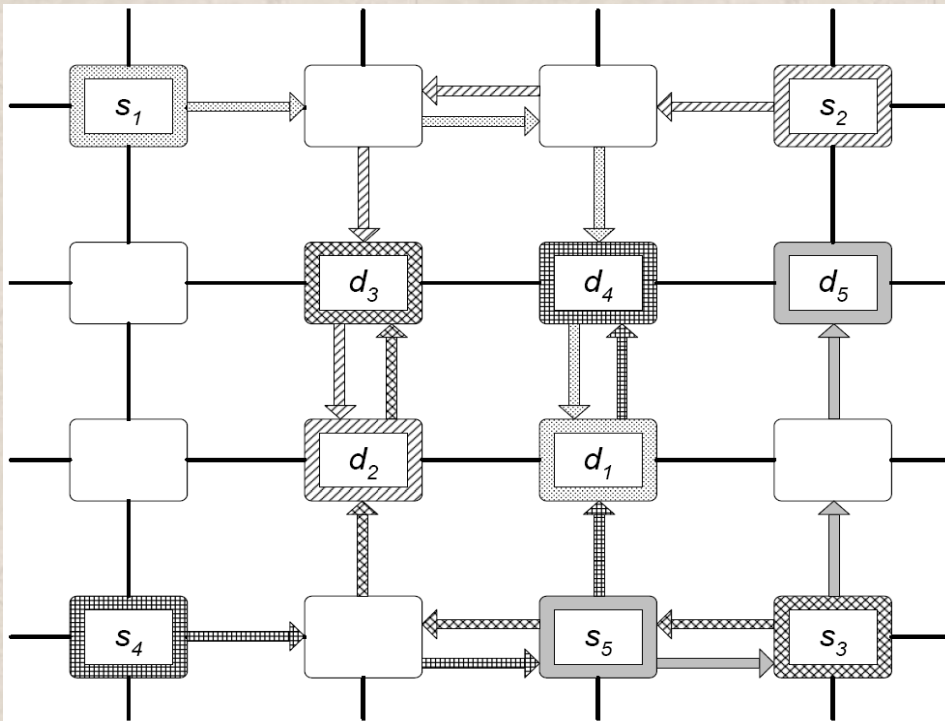 s₁ s₂
d₃ d₄ d₅
d₂ d₁
s₄ s₅ s₃